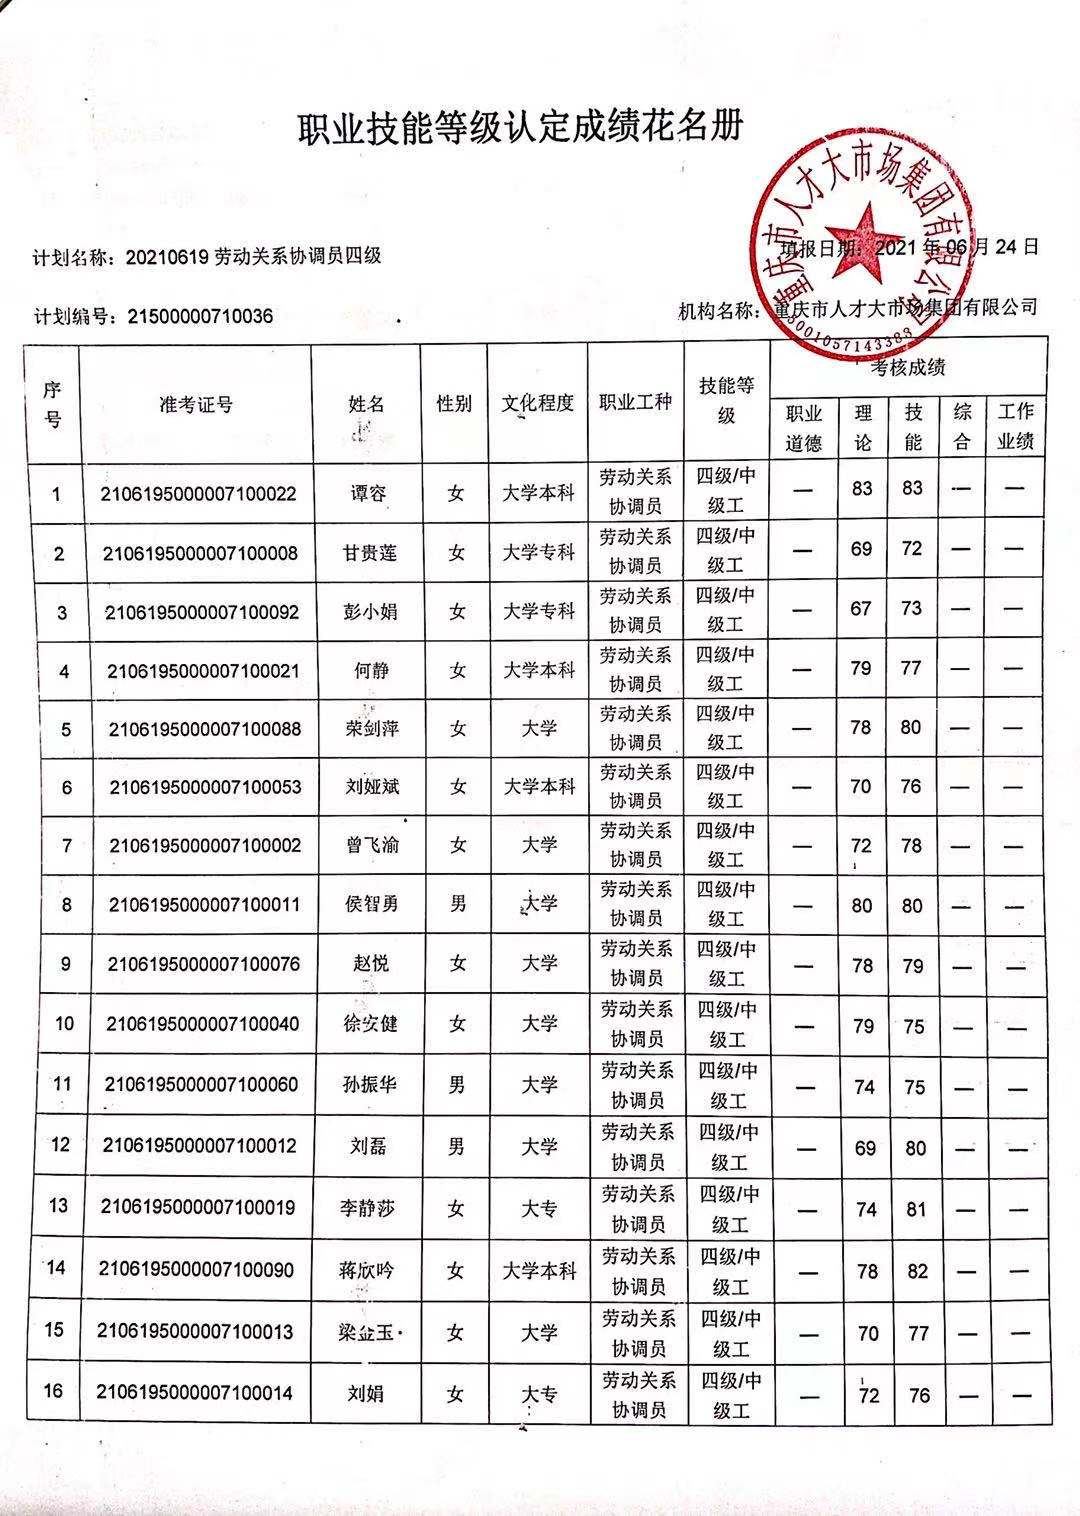 职业技能等级认定成绩花名册
重庆市人才大市场集团有限公司
5001057143388
计划名称：20210619 劳动关系协调员四级
填报日期：2021 年 06 月 24 日
计划编号：21500000710036
机构名称：重庆市人才大市场集团有限公司
序号 准考证号 姓名 性别 文化程度 职业工种 技能等级 考核成绩
职业道德 理论 技能 综合 工作业绩
1 2106195000007100022 谭容 女 大学本科 劳动关系协调员 四级/中级工 — 83 83 — —
2 2106195000007100008 甘贵莲 女 大学专科 劳动关系协调员 四级/中级工 — 69 72 — —
3 2106195000007100092 彭小娟 女 大学专科 劳动关系协调员 四级/中级工 — 67 73 — —
4 2106195000007100021 何静 女 大学本科 劳动关系协调员 四级/中级工 — 79 77 — —
5 2106195000007100088 荣剑萍 女 大学 劳动关系协调员 四级/中级工 — 78 80 — —
6 2106195000007100053 刘娅斌 女 大学本科 劳动关系协调员 四级/中级工 — 70 76 — —
7 2106195000007100002 曾飞渝 女 大学 劳动关系协调员 四级/中级工 — 72 78 — —
8 2106195000007100011 侯智勇 男 大学 劳动关系协调员 四级/中级工 — 80 80 — —
9 2106195000007100076 赵悦 女 大学 劳动关系协调员 四级/中级工 — 78 79 — —
10 2106195000007100040 徐安健 女 大学 劳动关系协调员 四级/中级工 — 79 75 — —
11 2106195000007100060 孙振华 男 大学 劳动关系协调员 四级/中级工 — 74 75 — —
12 2106195000007100012 刘磊 男 大学 劳动关系协调员 四级/中级工 — 69 80 — —
13 2106195000007100019 李静莎 女 大专 劳动关系协调员 四级/中级工 — 74 81 — —
14 2106195000007100090 蒋欣吟 女 大学本科 劳动关系协调员 四级/中级工 — 78 82 — —
15 2106195000007100013 梁金玉 女 大学 劳动关系协调员 四级/中级工 — 70 77 — —
16 2106195000007100014 刘娟 女 大专 劳动关系协调员 四级/中级工 — 72 76 — —